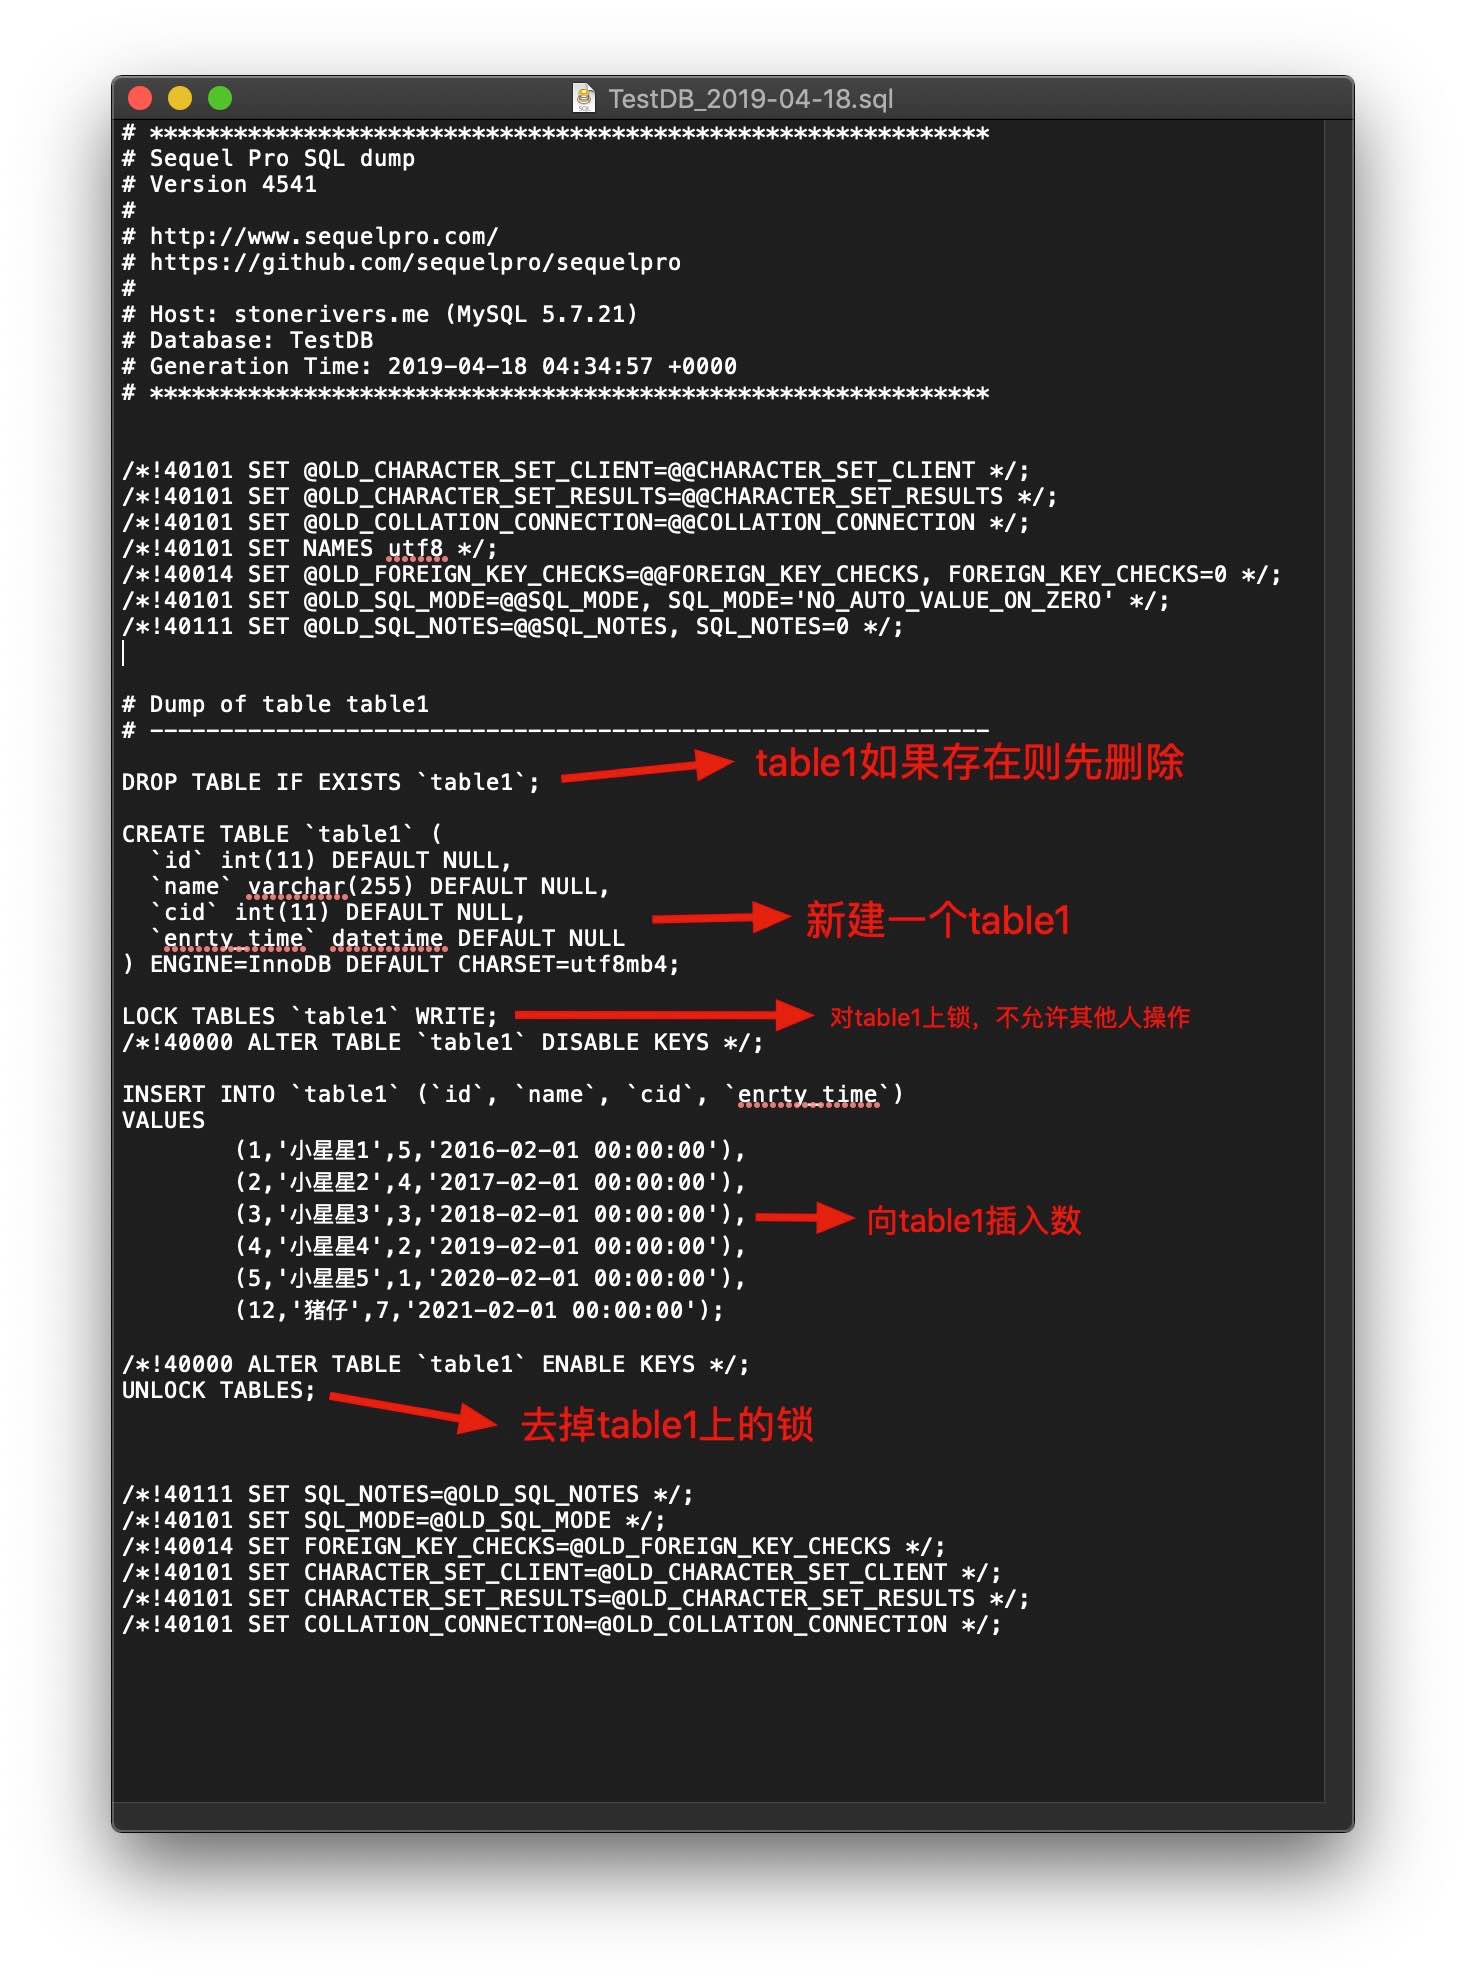 TestDB_2019-04-18.sql
# ************************************************************
# Sequel Pro SQL dump
# Version 4541
#
# http://www.sequelpro.com/
# https://github.com/sequelpro/sequelpro
#
# Host: stonerivers.me (MySQL 5.7.21)
# Database: TestDB
# Generation Time: 2019-04-18 04:34:57 +0000
# ************************************************************
/*!40101 SET @OLD_CHARACTER_SET_CLIENT=@@CHARACTER_SET_CLIENT */;
/*!40101 SET @OLD_CHARACTER_SET_RESULTS=@@CHARACTER_SET_RESULTS */;
/*!40101 SET @OLD_COLLATION_CONNECTION=@@COLLATION_CONNECTION */;
/*!40101 SET NAMES utf8 */;
/*!40014 SET @OLD_FOREIGN_KEY_CHECKS=@@FOREIGN_KEY_CHECKS, FOREIGN_KEY_CHECKS=0 */;
/*!40101 SET @OLD_SQL_MODE=@@SQL_MODE, SQL_MODE='NO_AUTO_VALUE_ON_ZERO' */;
/*!40111 SET @OLD_SQL_NOTES=@@SQL_NOTES, SQL_NOTES=0 */;
# Dump of table table1
# ------------------------------------------------------------
table1如果存在则先删除
DROP TABLE IF EXISTS `table1`;
CREATE TABLE `table1` (
`id` int(11) DEFAULT NULL,
`name` varchar(255) DEFAULT NULL,
`cid` int(11) DEFAULT NULL,
新建一个table1
`enrty_time` datetime DEFAULT NULL
) ENGINE=InnoDB DEFAULT CHARSET=utf8mb4;
LOCK TABLES `table1` WRITE;
对table1上锁，不允许其他人操作
/*!40000 ALTER TABLE `table1` DISABLE KEYS */;
INSERT INTO `table1` (`id`, `name`, `cid`, `enrty_time`)
VALUES
(1,'小星星1',5,'2016-02-01 00:00:00'),
(2,'小星星2',4,'2017-02-01 00:00:00'),
(3,'小星星3',3,'2018-02-01 00:00:00'),
向table1插入数
(4,'小星星4',2,'2019-02-01 00:00:00'),
(5,'小星星5',1,'2020-02-01 00:00:00'),
(12,'猪仔',7,'2021-02-01 00:00:00');
/*!40000 ALTER TABLE `table1` ENABLE KEYS */;
UNLOCK TABLES;
去掉table1上的锁
/*!40111 SET SQL_NOTES=@OLD_SQL_NOTES */;
/*!40101 SET SQL_MODE=@OLD_SQL_MODE */;
/*!40014 SET FOREIGN_KEY_CHECKS=@OLD_FOREIGN_KEY_CHECKS */;
/*!40101 SET CHARACTER_SET_CLIENT=@OLD_CHARACTER_SET_CLIENT */;
/*!40101 SET CHARACTER_SET_RESULTS=@OLD_CHARACTER_SET_RESULTS */;
/*!40101 SET COLLATION_CONNECTION=@OLD_COLLATION_CONNECTION */;